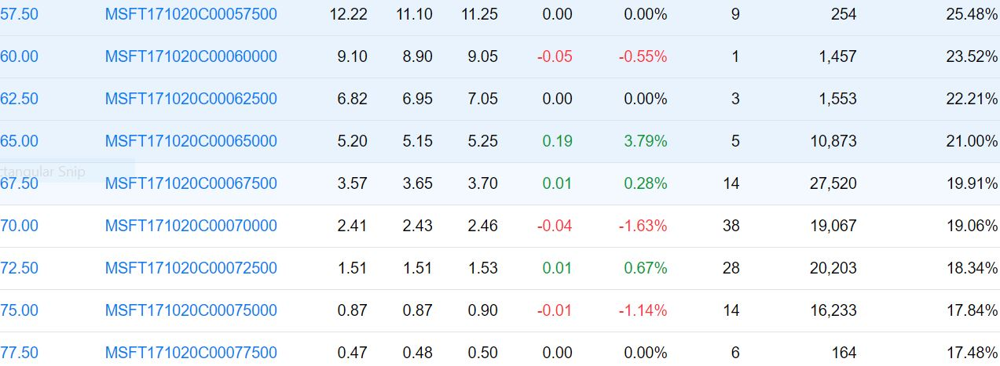 57.50 MSFT171020C00057500 12.22 11.10 11.25 0.00 0.00% 9 254 25.48%
60.00 MSFT171020C00060000 9.10 8.90 9.05 -0.05 -0.55% 1 1,457 23.52%
62.50 MSFT171020C00062500 6.82 6.95 7.05 0.00 0.00% 3 1,553 22.21%
65.00 MSFT171020C00065000 5.20 5.15 5.25 0.19 3.79% 5 10,873 21.00%
ctangular Snip
67.50 MSFT171020C00067500 3.57 3.65 3.70 0.01 0.28% 14 27,520 19.91%
70.00 MSFT171020C00070000 2.41 2.43 2.46 -0.04 -1.63% 38 19,067 19.06%
72.50 MSFT171020C00072500 1.51 1.51 1.53 0.01 0.67% 28 20,203 18.34%
75.00 MSFT171020C00075000 0.87 0.87 0.90 -0.01 -1.14% 14 16,233 17.84%
77.50 MSFT171020C00077500 0.47 0.48 0.50 0.00 0.00% 6 164 17.48%